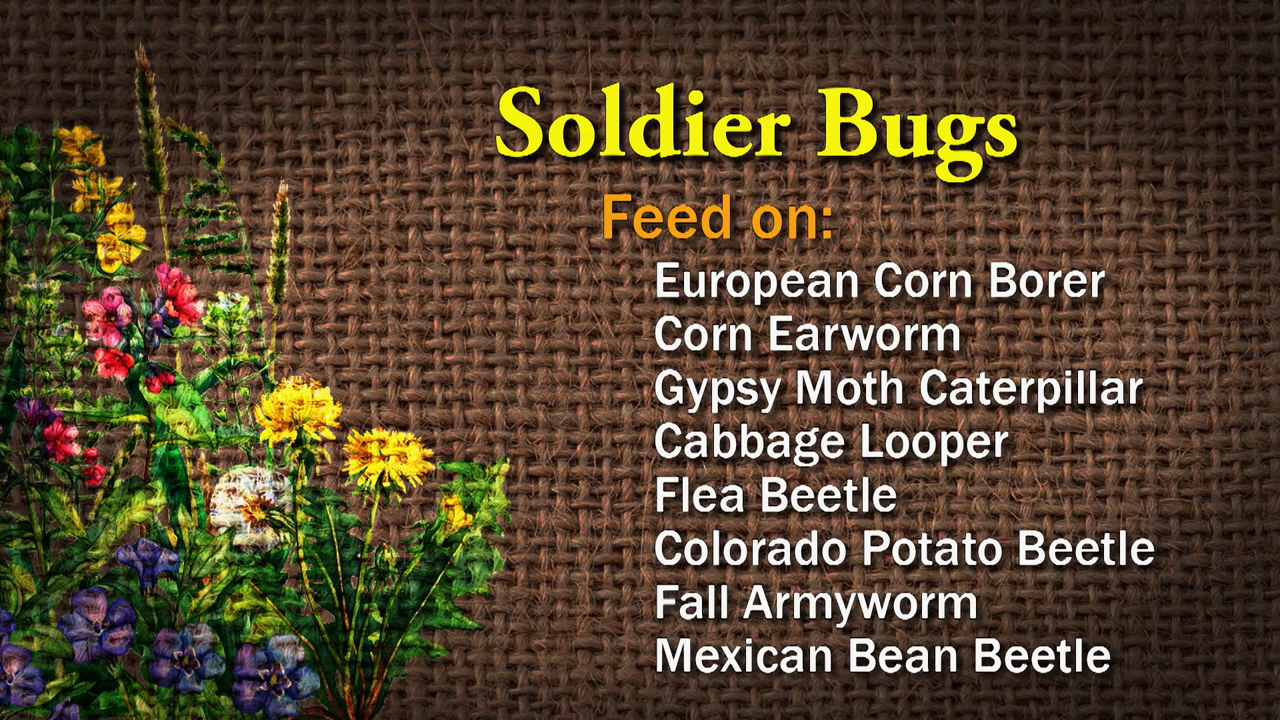 Soldier Bugs
Feed on:
European Corn Borer
Corn Earworm
Gypsy Moth Caterpillar
Cabbage Looper
Flea Beetle
Colorado Potato Beetle
Fall Armyworm
Mexican Bean Beetle